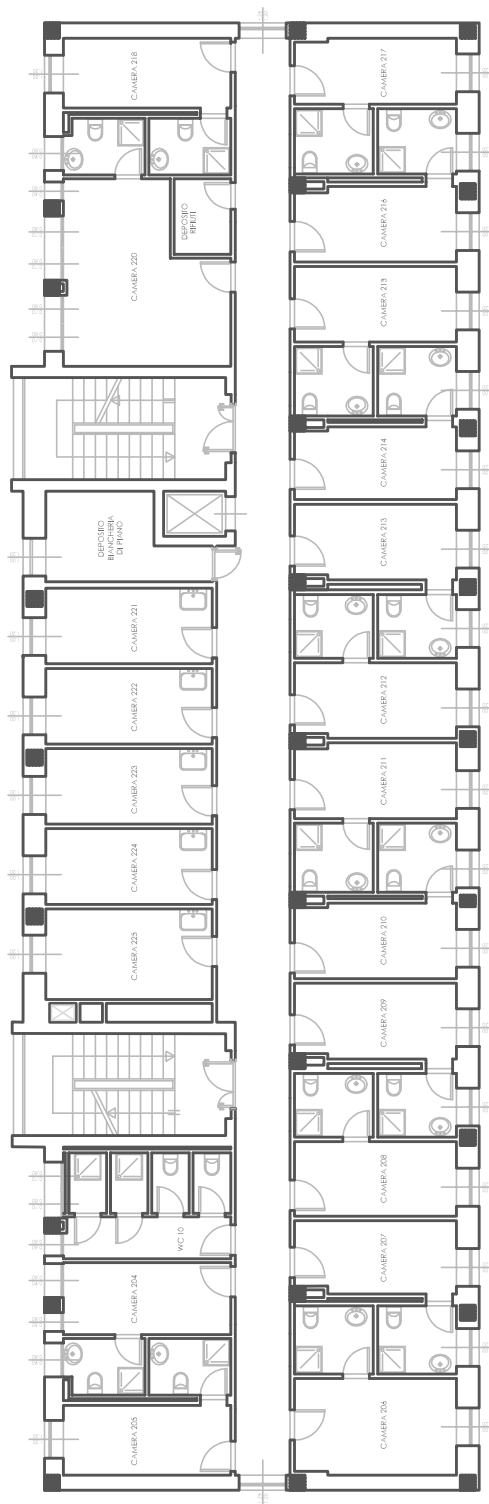 CAMERA 218
CAMERA 217
DEPOSITO
RIFIUTI
CAMERA 216
CAMERA 220
CAMERA 215
CAMERA 214
DEPOSITO
BIANCHERIA
DI PIANO
CAMERA 213
CAMERA 221
CAMERA 222
CAMERA 212
CAMERA 223
CAMERA 211
CAMERA 224
CAMERA 225
CAMERA 210
CAMERA 209
CAMERA 208
WC 10
CAMERA 207
CAMERA 204
CAMERA 205
CAMERA 206